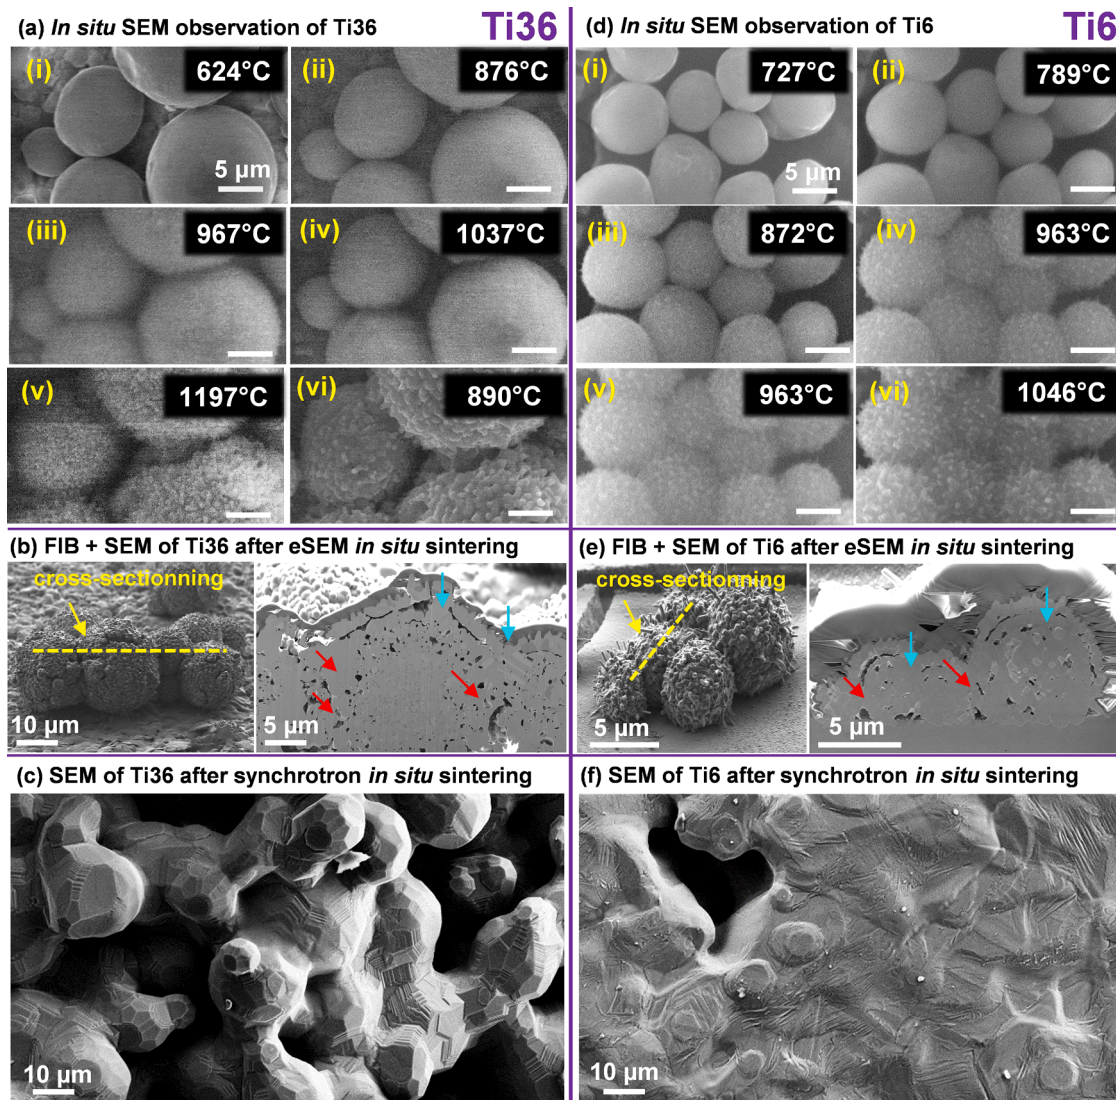 (a) In situ SEM observation of Ti36
Ti36
(i)
624°C
5 µm
(ii)
876°C
(iii)
967°C
(iv)
1037°C
(v)
1197°C
(vi)
890°C
(b) FIB + SEM of Ti36 after eSEM in situ sintering
cross-sectionning
10 µm
5 µm
(c) SEM of Ti36 after synchrotron in situ sintering
10 µm
(d) In situ SEM observation of Ti6
Ti6
(i)
727°C
5 µm
(ii)
789°C
(iii)
872°C
(iv)
963°C
(v)
963°C
(vi)
1046°C
(e) FIB + SEM of Ti6 after eSEM in situ sintering
cross-sectionning
5 µm
5 µm
(f) SEM of Ti6 after synchrotron in situ sintering
10 µm